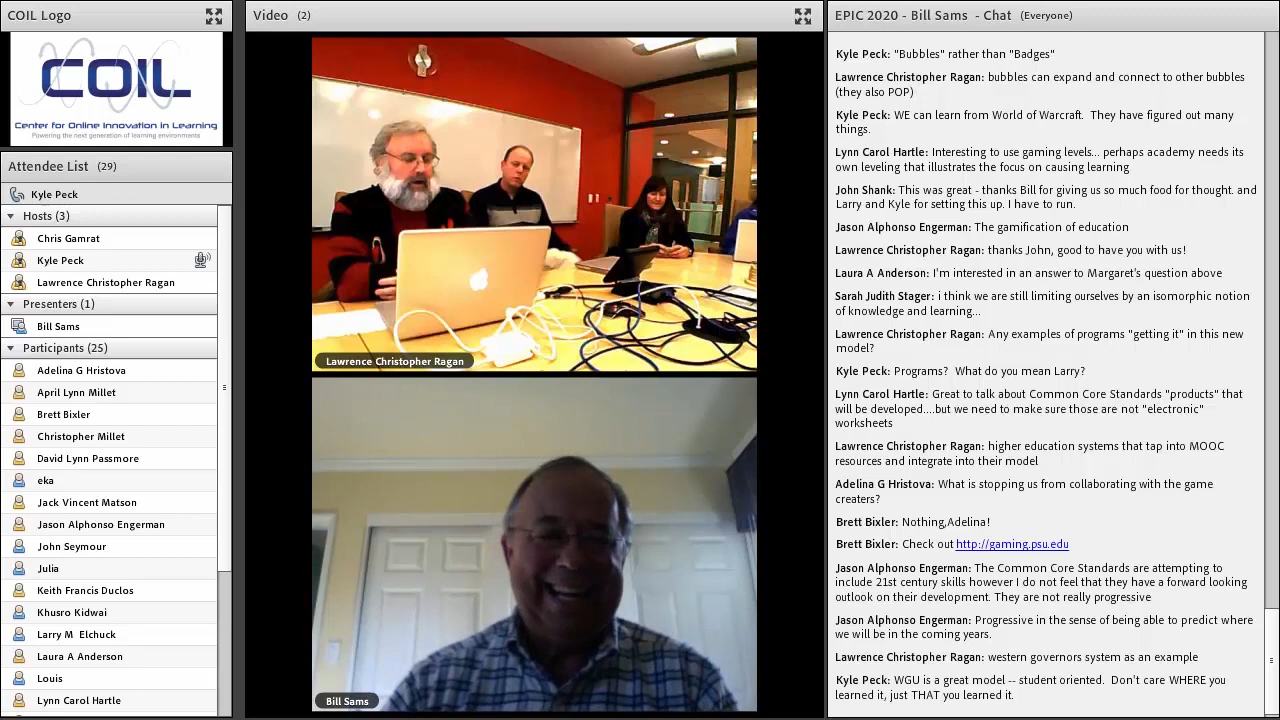 COIL Logo
COIL
Center for Online Innovation in Learning
Powering the next generation of learning environments
Attendee List (29)
Kyle Peck
Hosts (3)
Chris Gamrat
Kyle Peck
Lawrence Christopher Ragan
Presenters (1)
Bill Sams
Participants (25)
Adelina G Hristova
April Lynn Millet
Brett Bixler
Christopher Millet
David Lynn Passmore
eka
Jack Vincent Matson
Jason Alphonso Engerman
John Seymour
Julia
Keith Francis Duclos
Khusro Kidwai
Larry M Elchuck
Laura A Anderson
Louis
Lynn Carol Hartle
Video (2)
Lawrence Christopher Ragan
Bill Sams
EPIC 2020 - Bill Sams - Chat (Everyone)
Kyle Peck: "Bubbles" rather than "Badges"
Lawrence Christopher Ragan: bubbles can expand and connect to other bubbles
(they also POP)
Kyle Peck: WE can learn from World of Warcraft. They have figured out many
things.
Lynn Carol Hartle: Interesting to use gaming levels... perhaps academy needs its
own leveling that illustrates the focus on causing learning
John Shank: This was great - thanks Bill for giving us so much food for thought. and
Larry and Kyle for setting this up. I have to run.
Jason Alphonso Engerman: The gamification of education
Lawrence Christopher Ragan: thnks John, good to have you with us!
Laura A Anderson: I'm interested in an answer to Margaret's question above
Sarah Judith Stager: i think we are still limiting ourselves by an isomorphic notion
of knowledge and learning...
Lawrence Christopher Ragan: Any examples of programs "getting it" in this new
model?
Kyle Peck: Programs? What do you mean Larry?
Lynn Carol Hartle: Great to talk about Common Core Standards "products" that
will be developed....but we need to make sure those are not "electronic"
worksheets
Lawrence Christopher Ragan: higher education systems that tap into MOOC
resources and integrate into their model
Adelina G Hristova: What is stopping us from collaborating with the game
creaters?
Brett Bixler: Nothing,Adelina!
Brett Bixler: Check out http://gaming.psu.edu
Jason Alphonso Engerman: The Common Core Standards are attempting to
include 21st century skills however I do not feel that they have a forward looking
outlook on their development. They are not really progressive
Jason Alphonso Engerman: Progressive in the sense of being able to predict where
we will be in the coming years.
Lawrence Christopher Ragan: western governors system as an example
Kyle Peck: WGU is a great model -- student oriented. Don't care WHERE you
learned it, just THAT you learned it.